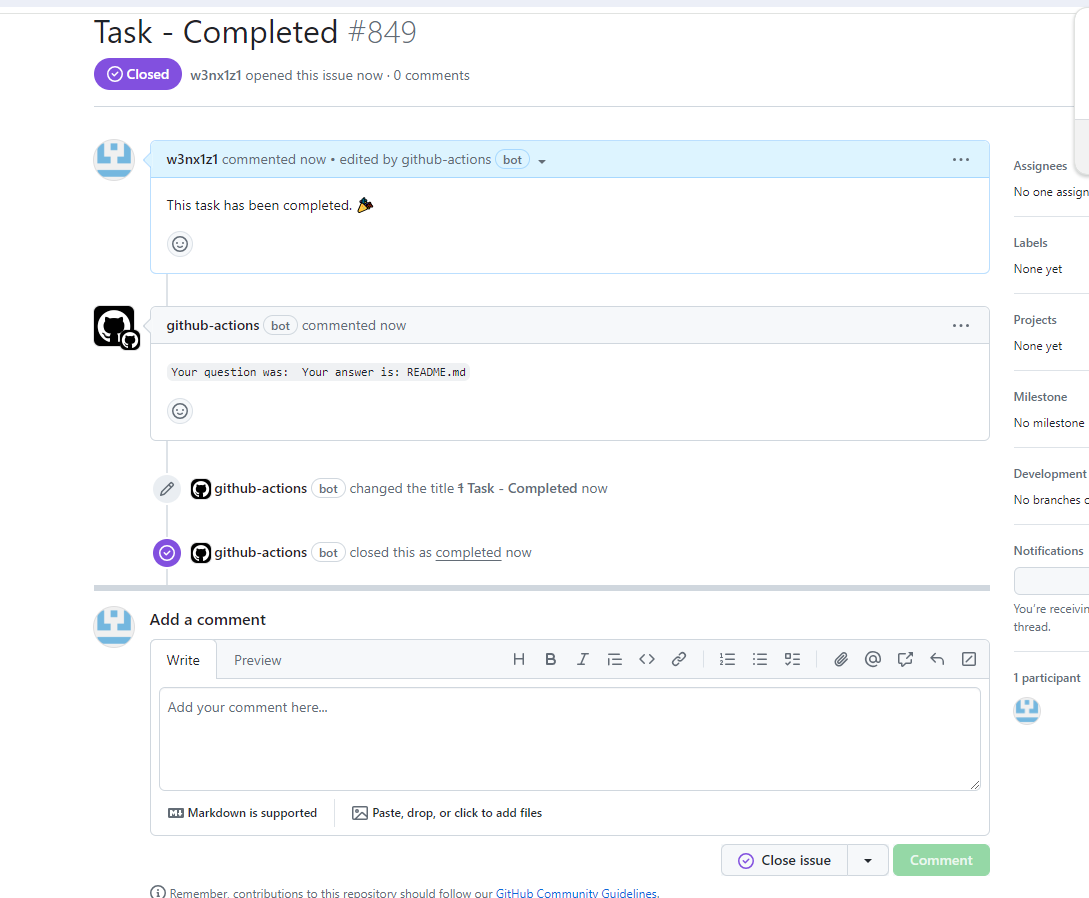 Task - Completed #849
Closed w3nx1z1 opened this issue now · 0 comments
w3nx1z1 commented now • edited by github-actions bot
This task has been completed. 🎉
github-actions bot commented now
Your question was:  Your answer is: README.md
github-actions bot changed the title 1 Task - Completed now
github-actions bot closed this as completed now
Add a comment
Write Preview
Add your comment here...
Markdown is supported
Paste, drop, or click to add files
Close issue Comment
Remember, contributions to this repository should follow our GitHub Community Guidelines.
Assignees
No one assign
Labels
None yet
Projects
None yet
Milestone
No milestone
Development
No branches
Notifications
You're receivin
thread.
1 participant